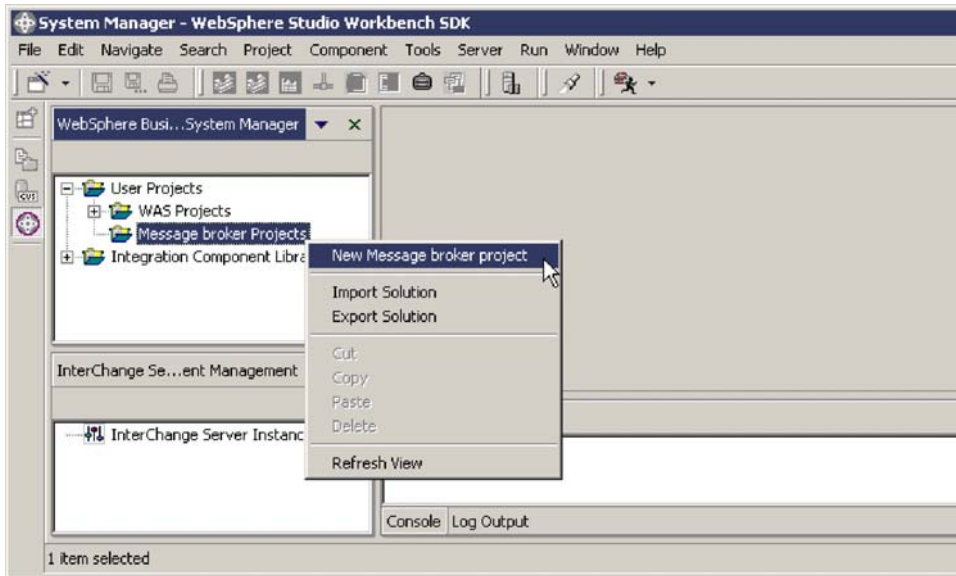 System Manager - WebSphere Studio Workbench SDK
File Edit Navigate Search Project Component Tools Server Run Window Help
WebSphere Busi...System Manager
User Projects
WAS Projects
Message broker Projects
Integration Component Libra
New Message broker project
Import Solution
Export Solution
Cut
Copy
Paste
Delete
Refresh View
InterChange Se...ent Management
InterChange Server Instanc
Console Log Output
1 item selected
CVS